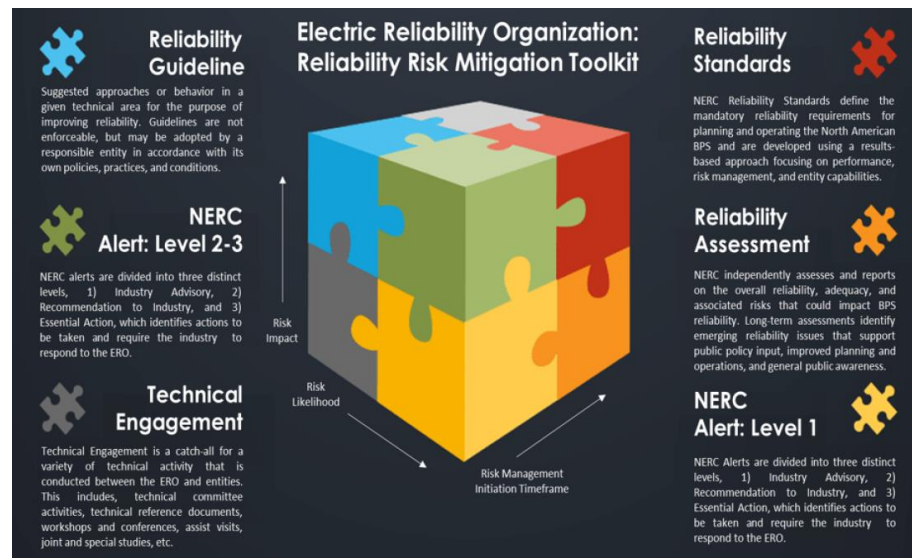 Reliability
Guideline
Suggested approaches or behavior in a
given technical area for the purpose of
improving reliability. Guidelines are not
enforceable, but may be adopted by a
responsible entity in accordance with its
own policies, practices, and conditions.
NERC
Alert: Level 2-3
NERC alerts are divided into three distinct
levels, 1) Industry Advisory, 2)
Recommendation to Industry, and 3)
Essential Action, which identifies actions to
be taken and require the industry to
respond to the ERO.
Technical
Engagement
Technical Engagement is a catch-all for a
variety of technical activity that is
conducted between the ERO and entities.
This includes, technical committee
activities, technical reference documents,
workshops and conferences, assist visits,
joint and special studies, etc.
Electric Reliability Organization:
Reliability Risk Mitigation Toolkit
Risk
Impact
Risk
Likelihood
Risk Management
Initiation Timeframe
Reliability
Standards
NERC Reliability Standards define the
mandatory reliability requirements for
planning and operating the North American
BPS and are developed using a results-
based approach focusing on performance,
risk management, and entity capabilities.
Reliability
Assessment
NERC independently assesses and reports
on the overall reliability, adequacy, and
associated risks that could impact BPS
reliability. Long-term assessments identify
emerging reliability issues that support
public policy input, improved planning and
operations, and general public awareness.
NERC
Alert: Level 1
NERC Alerts are divided into three distinct
levels, 1) Industry Advisory, 2)
Recommendation to Industry, and 3)
Essential Action, which identifies actions to
be taken and require the industry to
respond to the ERO.